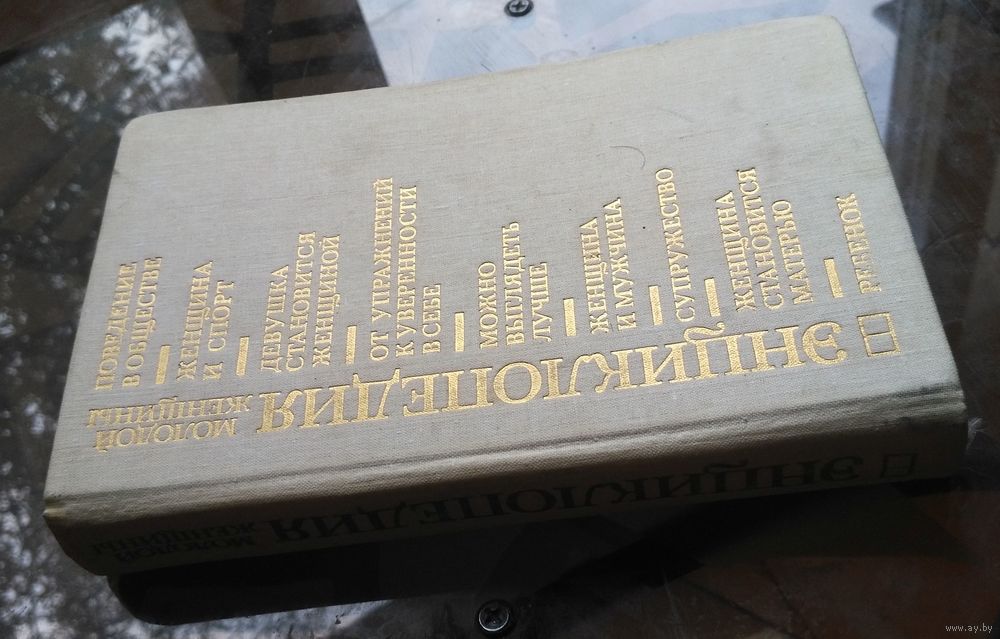 ЭНЦИКЛОПЕДИЯ
МОЛОДОЙ
ЖЕНЩИНЫ
ПОВЕДЕНИЕ
В ОБЩЕСТВЕ
ЖЕНЩИНА
И СПОРТ
ДЕВУШКА
СТАНОВИТСЯ
ЖЕНЩИНОЙ
ОТ УПРАЖНЕНИЙ
К УВЕРЕННОСТИ
В СЕБЕ
МОЖНО
ВЫГЛЯДЕТЬ
ЛУЧШЕ
ЖЕНЩИНА
И МУЖЧИНА
СУПРУЖЕСТВО
ЖЕНЩИНА
СТАНОВИТСЯ
МАТЕРЬЮ
РЕБЕНОК
ЭНЦИКЛОПЕДИЯ
МОЛОДОЙ
ЖЕНЩИНЫ
www.ay.by